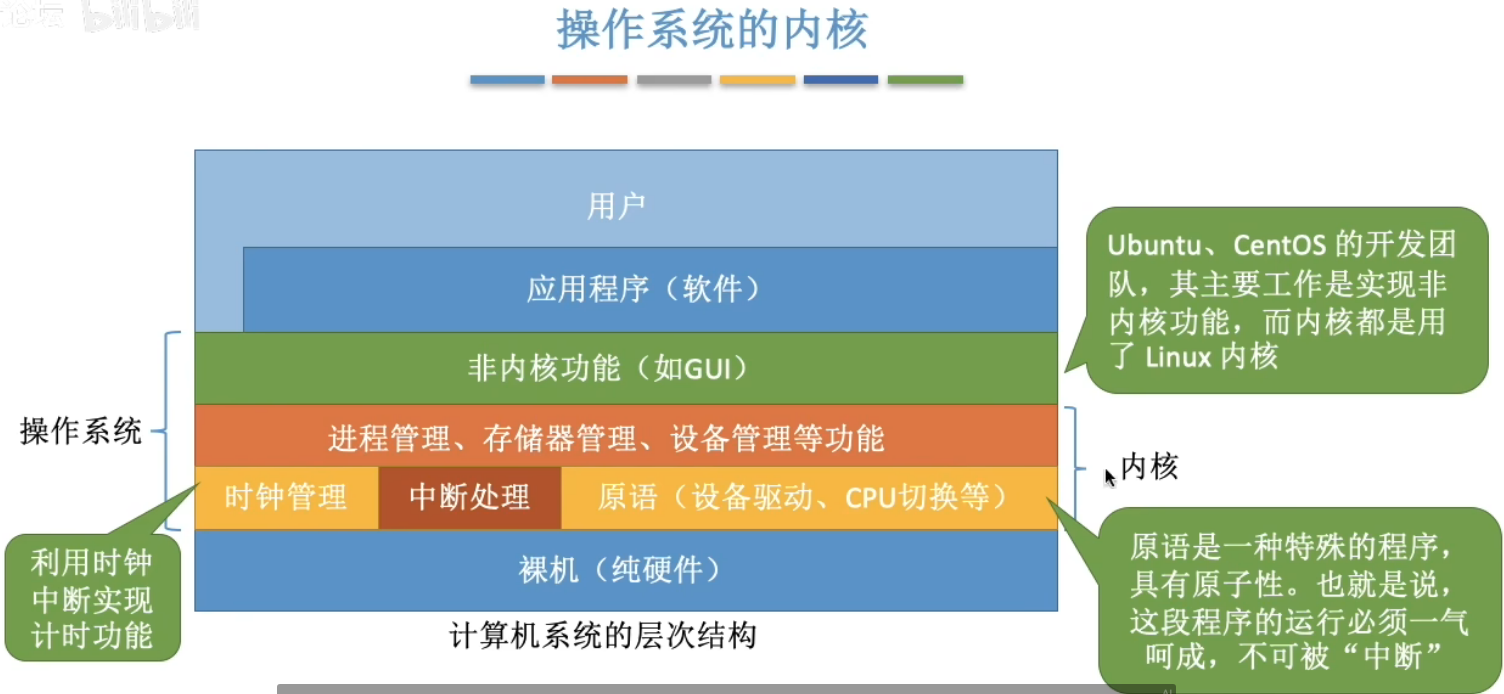 论坛 bilibili
操作系统的内核
用户
应用程序（软件）
非内核功能（如GUI）
进程管理、存储器管理、设备管理等功能
时钟管理
中断处理
原语（设备驱动、CPU切换等）
裸机（纯硬件）
计算机系统的层次结构
操作系统
内核
Ubuntu、CentOS 的开发团
队，其主要工作是实现非
内核功能，而内核都是用
了 Linux 内核
利用时钟
中断实现
计时功能
原语是一种特殊的程序，
具有原子性。也就是说，
这段程序的运行必须一气
呵成，不可被“中断”